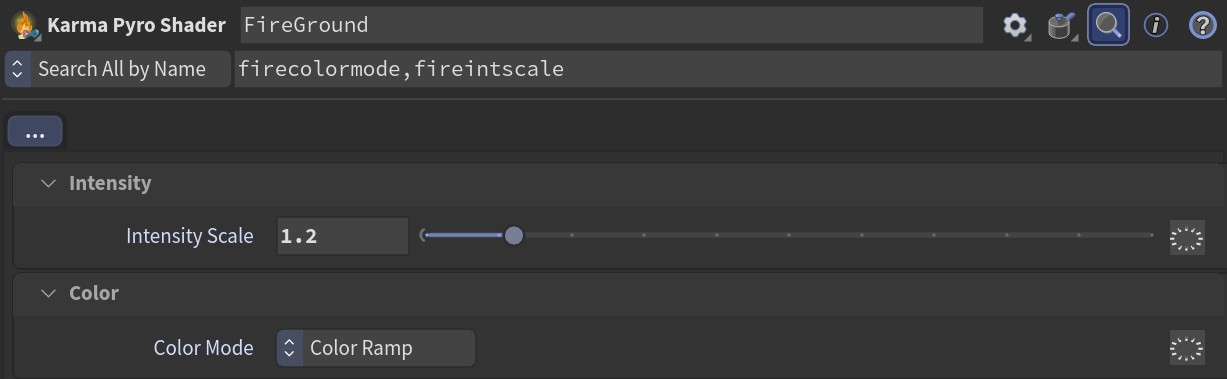 Karma Pyro Shader FireGround
Search All by Name firecolormode,fireintscale
...
Intensity
Intensity Scale 1.2
Color
Color Mode Color Ramp